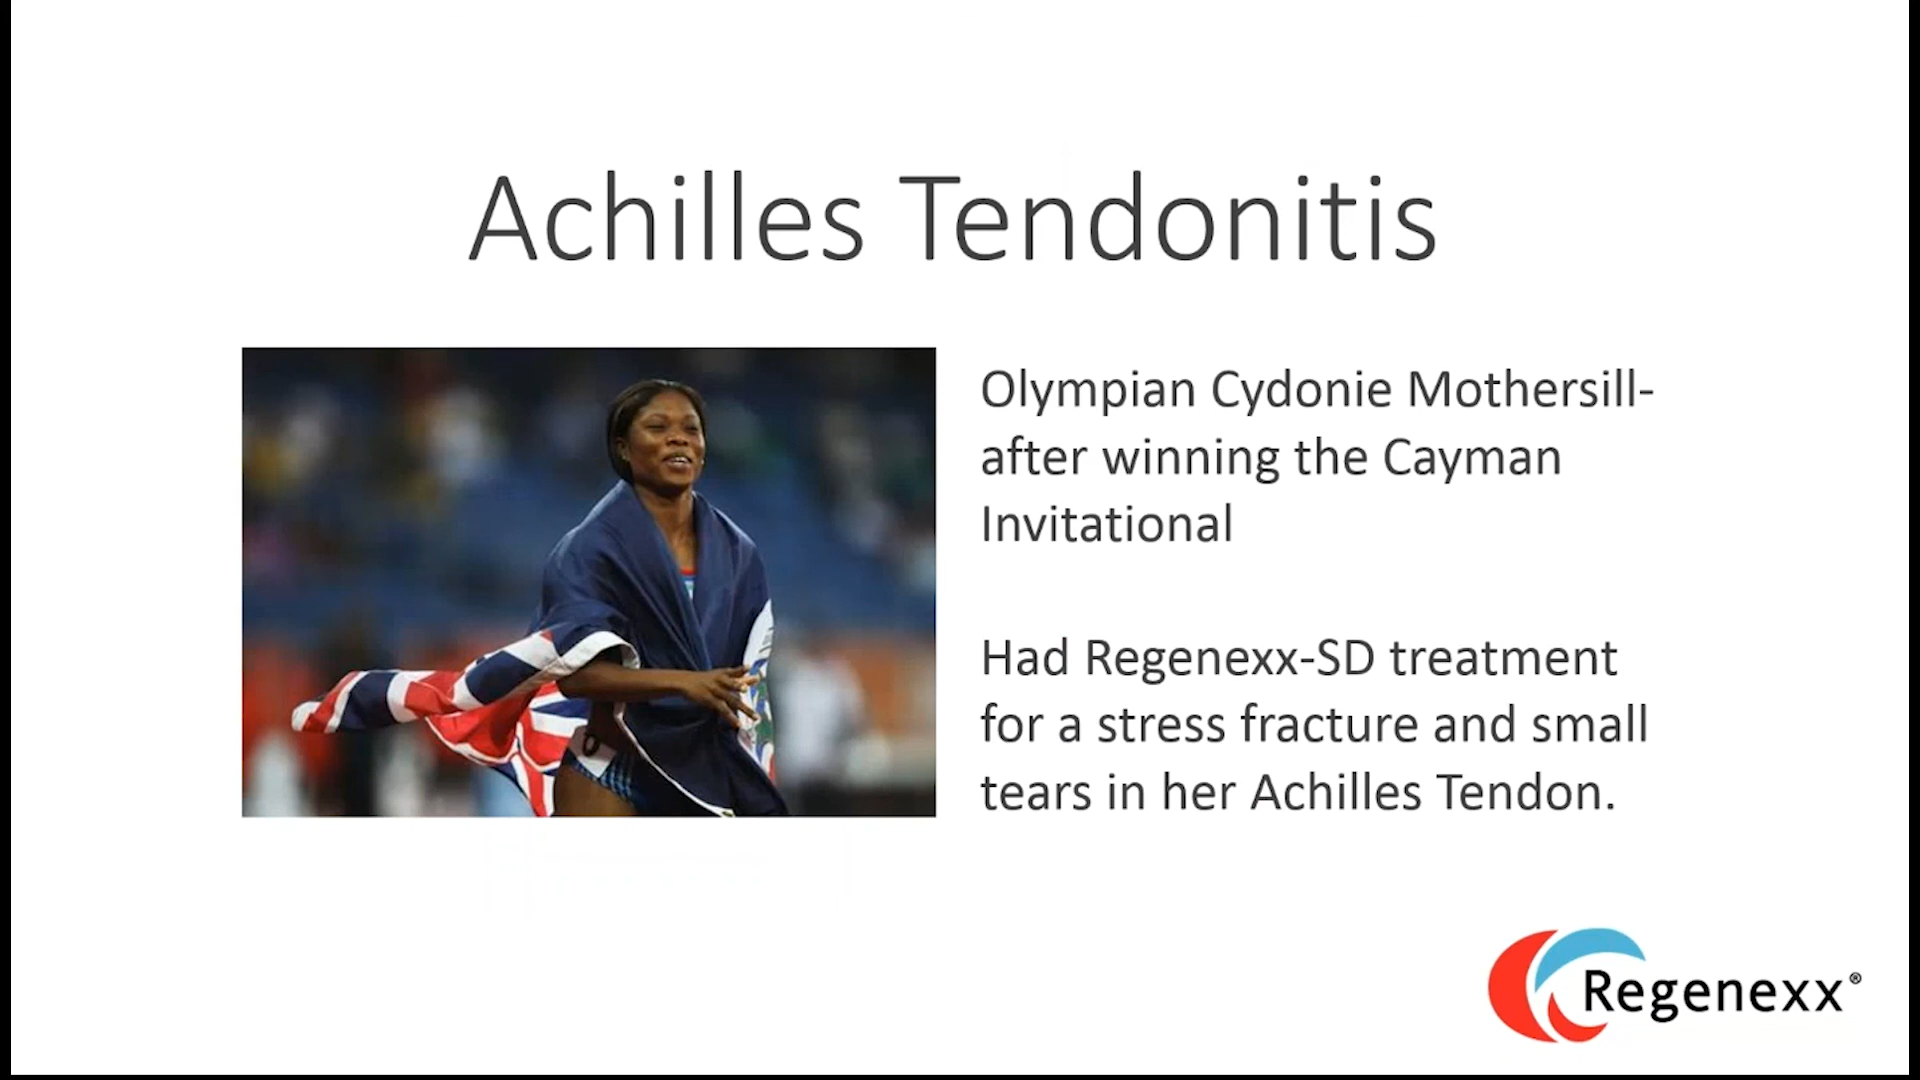 Achilles Tendonitis
Olympian Cydonie Mothersill-
after winning the Cayman
Invitational
Had Regenexx-SD treatment
for a stress fracture and small
tears in her Achilles Tendon.
Regenexx®